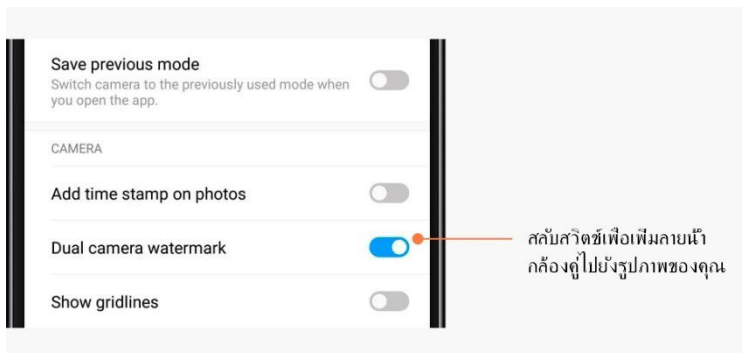 Save previous mode
Switch camera to the previously used mode when
you open the app.
CAMERA
Add time stamp on photos
Dual camera watermark
สลับสวิตช์เพื่อเพิ่มลายน้ำ
กล้องคู่ไปยังรูปภาพของคุณ
Show gridlines